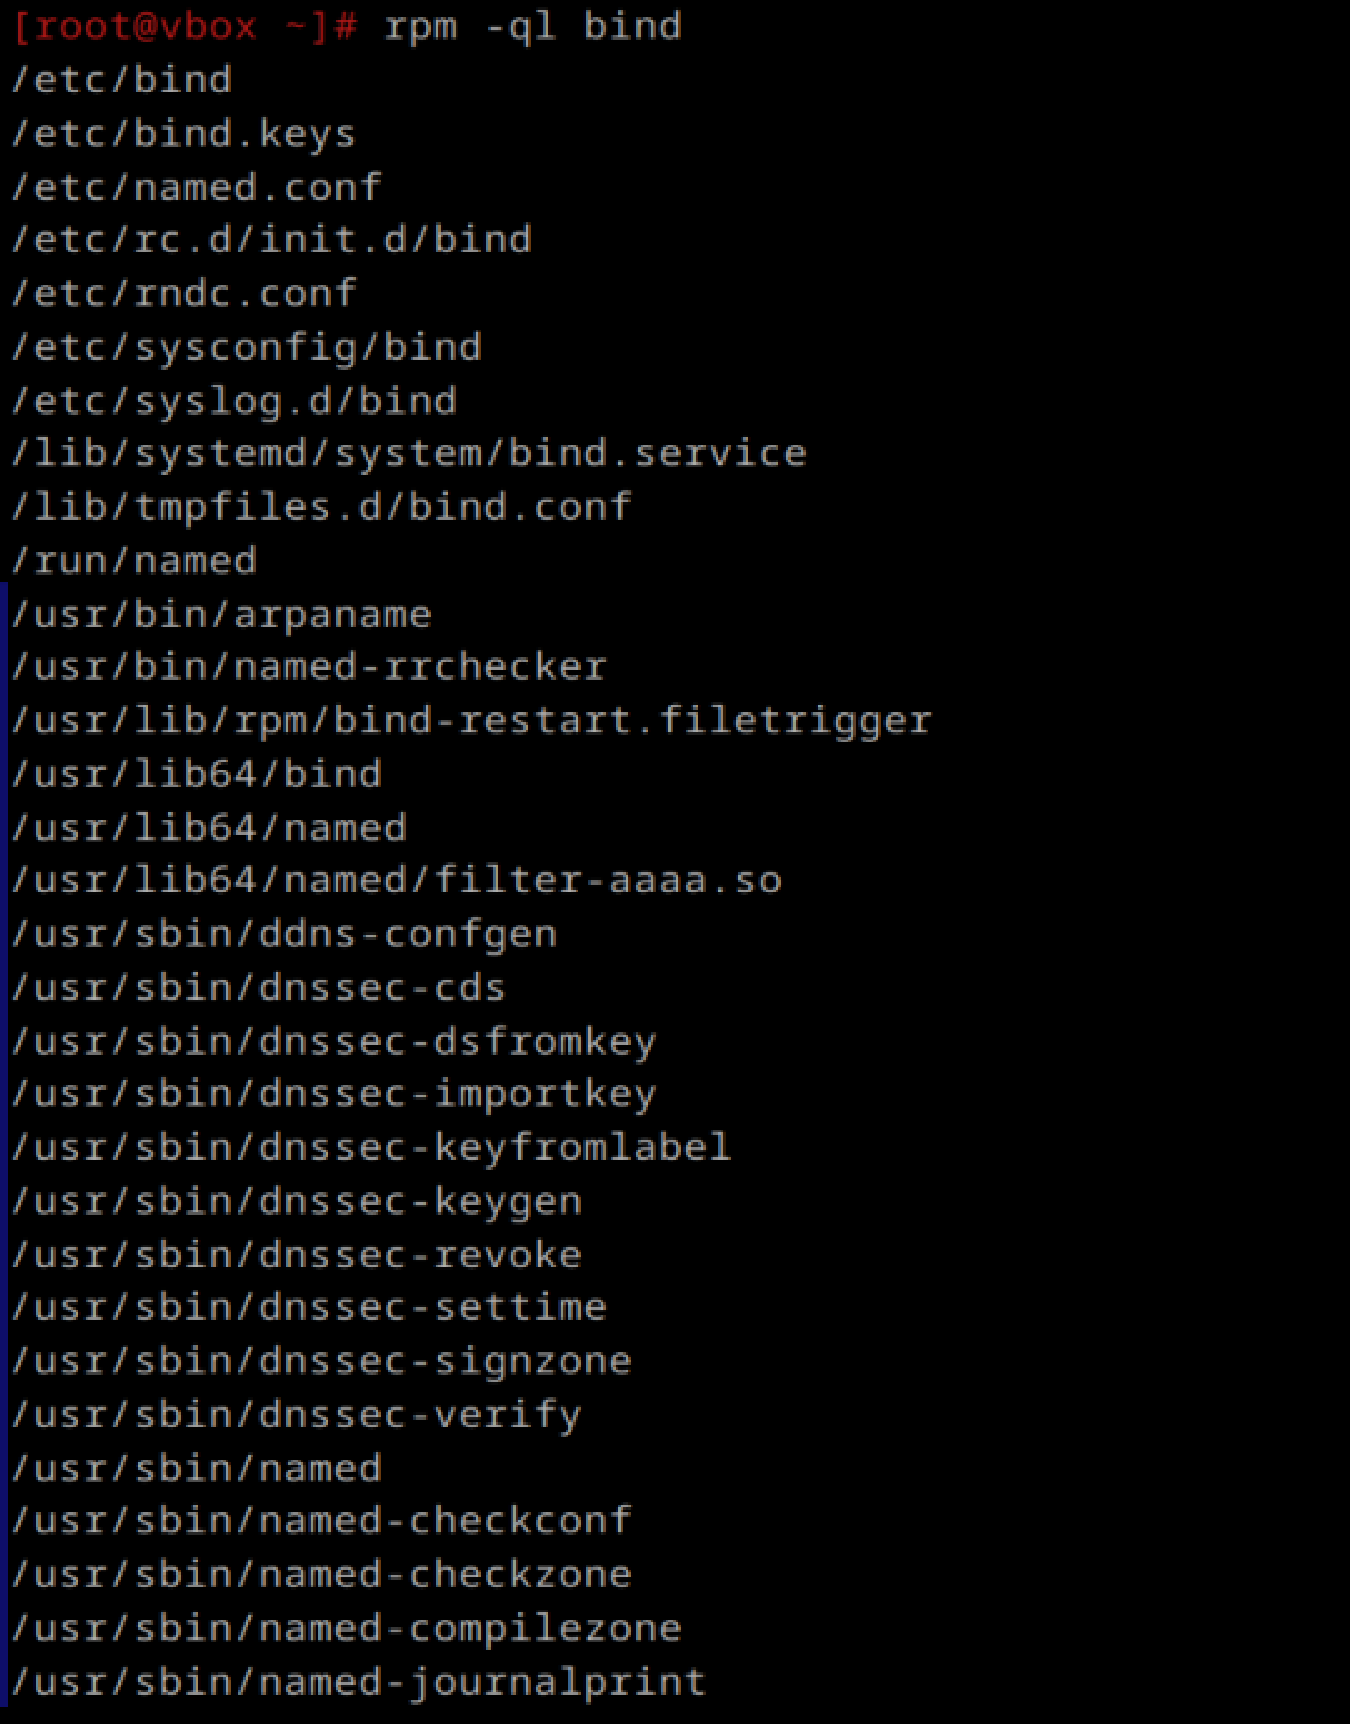 [root@vbox ~]# rpm -ql bind
/etc/bind
/etc/bind.keys
/etc/named.conf
/etc/rc.d/init.d/bind
/etc/rndc.conf
/etc/sysconfig/bind
/etc/syslog.d/bind
/lib/systemd/system/bind.service
/lib/tmpfiles.d/bind.conf
/run/named
/usr/bin/arpaname
/usr/bin/named-rrchecker
/usr/lib/rpm/bind-restart.filetrigger
/usr/lib64/bind
/usr/lib64/named
/usr/lib64/named/filter-aaaa.so
/usr/sbin/ddns-confgen
/usr/sbin/dnssec-cds
/usr/sbin/dnssec-dsfromkey
/usr/sbin/dnssec-importkey
/usr/sbin/dnssec-keyfromlabel
/usr/sbin/dnssec-keygen
/usr/sbin/dnssec-revoke
/usr/sbin/dnssec-settime
/usr/sbin/dnssec-signzone
/usr/sbin/dnssec-verify
/usr/sbin/named
/usr/sbin/named-checkconf
/usr/sbin/named-checkzone
/usr/sbin/named-compilezone
/usr/sbin/named-journalprint